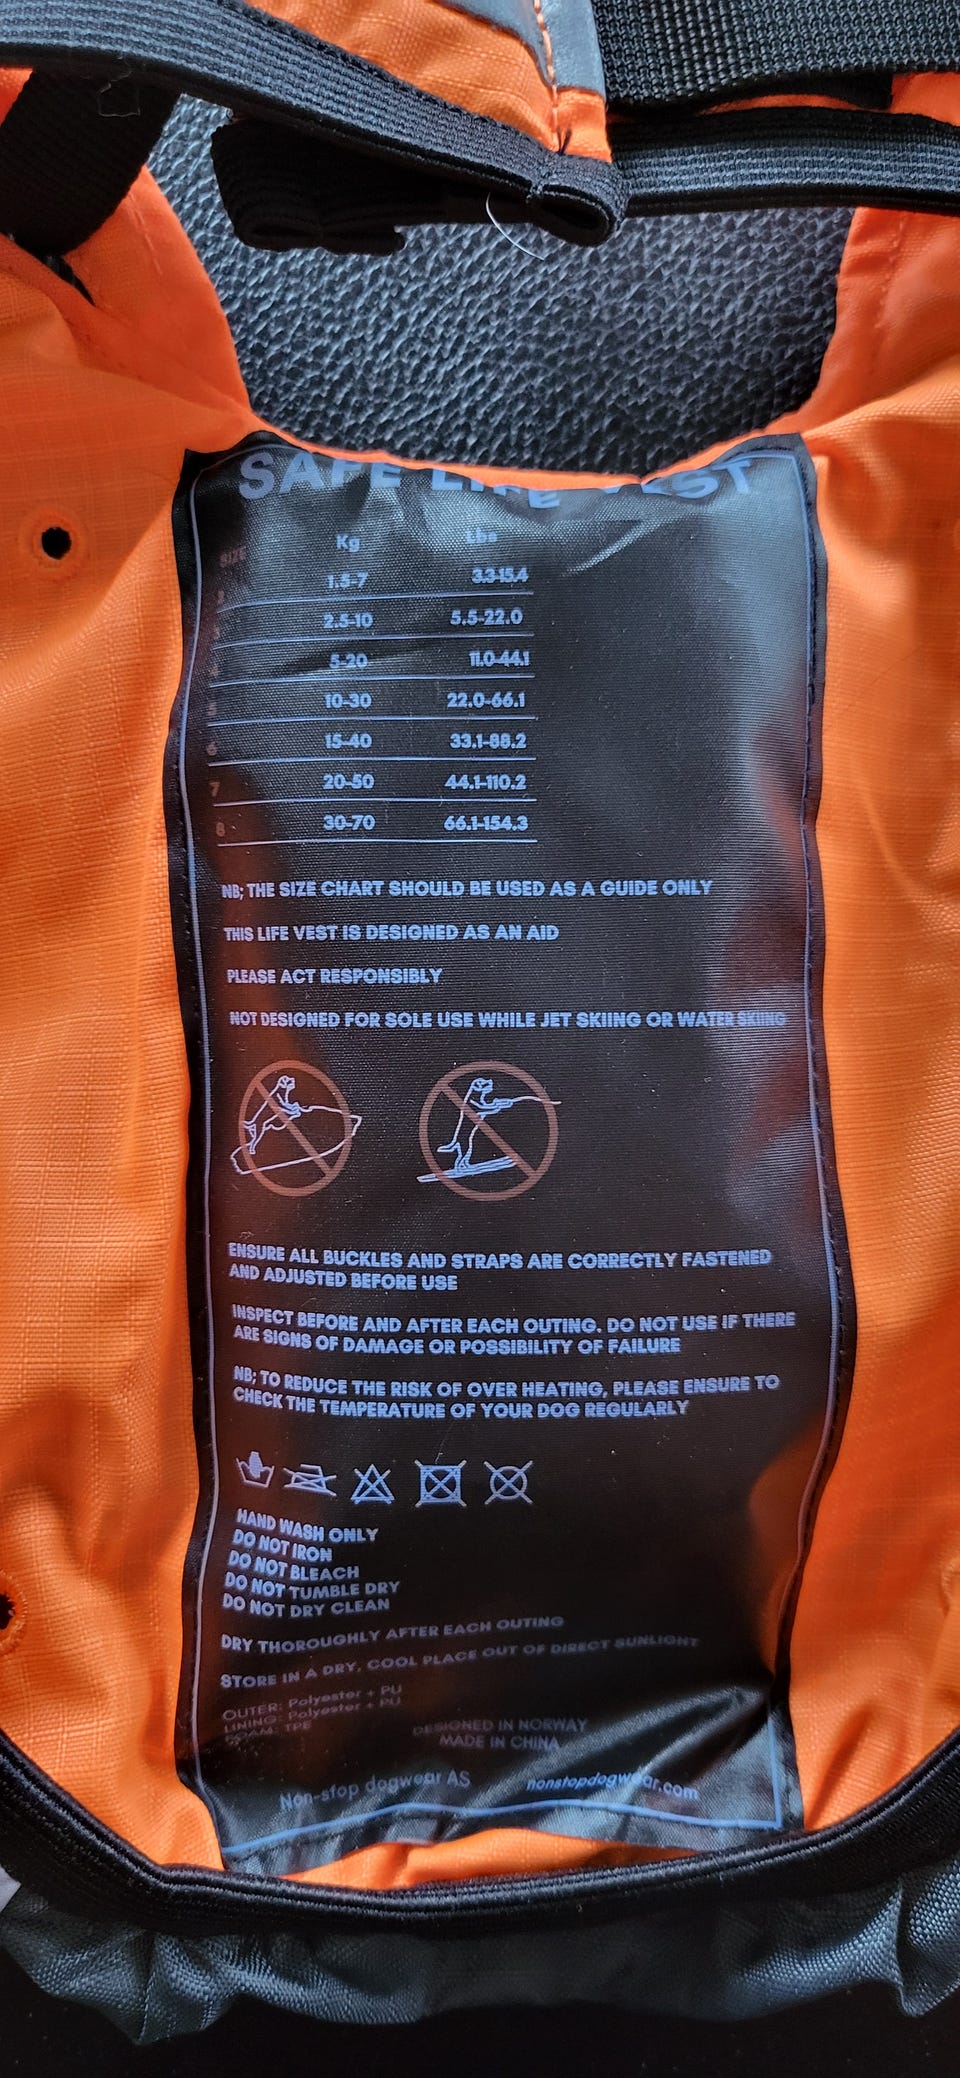 SAFE LIFE VEST
SIZE Kg Lbs
1.5-7 3.3-15.4
3 2.5-10 5.5-22.0
4 5-20 11.0-44.1
5 10-30 22.0-66.1
6 15-40 33.1-88.2
7 20-50 44.1-110.2
8 30-70 66.1-154.3
NB; THE SIZE CHART SHOULD BE USED AS A GUIDE ONLY
THIS LIFE VEST IS DESIGNED AS AN AID
PLEASE ACT RESPONSIBLY
NOT DESIGNED FOR SOLE USE WHILE JET SKIING OR WATER SKIING
ENSURE ALL BUCKLES AND STRAPS ARE CORRECTLY FASTENED
AND ADJUSTED BEFORE USE
INSPECT BEFORE AND AFTER EACH OUTING. DO NOT USE IF THERE
ARE SIGNS OF DAMAGE OR POSSIBILITY OF FAILURE
NB; TO REDUCE THE RISK OF OVER HEATING, PLEASE ENSURE TO
CHECK THE TEMPERATURE OF YOUR DOG REGULARLY
HAND WASH ONLY
DO NOT IRON
DO NOT BLEACH
DO NOT TUMBLE DRY
DO NOT DRY CLEAN
DRY THOROUGHLY AFTER EACH OUTING
STORE IN A DRY, COOL PLACE OUT OF DIRECT SUNLIGHT
OUTER: Polyester + PU
LINING: Polyester + PU
FOAM: TPE
DESIGNED IN NORWAY
MADE IN CHINA
Non-stop dogwear AS nonstopdogwear.com